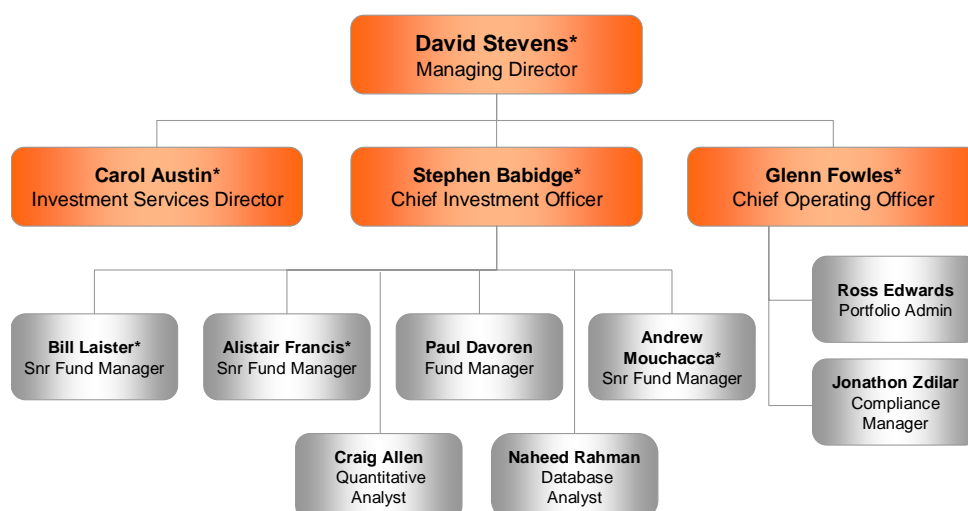 David Stevens*
Managing Director
Carol Austin*
Investment Services Director
Stephen Babidge*
Chief Investment Officer
Glenn Fowles*
Chief Operating Officer
Ross Edwards
Portfolio Admin
Bill Laister*
Snr Fund Manager
Alistair Francis*
Snr Fund Manager
Paul Davoren
Fund Manager
Andrew
Mouchacca*
Snr Fund Manager
Jonathon Zdilar
Compliance
Manager
Craig Allen
Quantitative
Analyst
Naheed Rahman
Database
Analyst